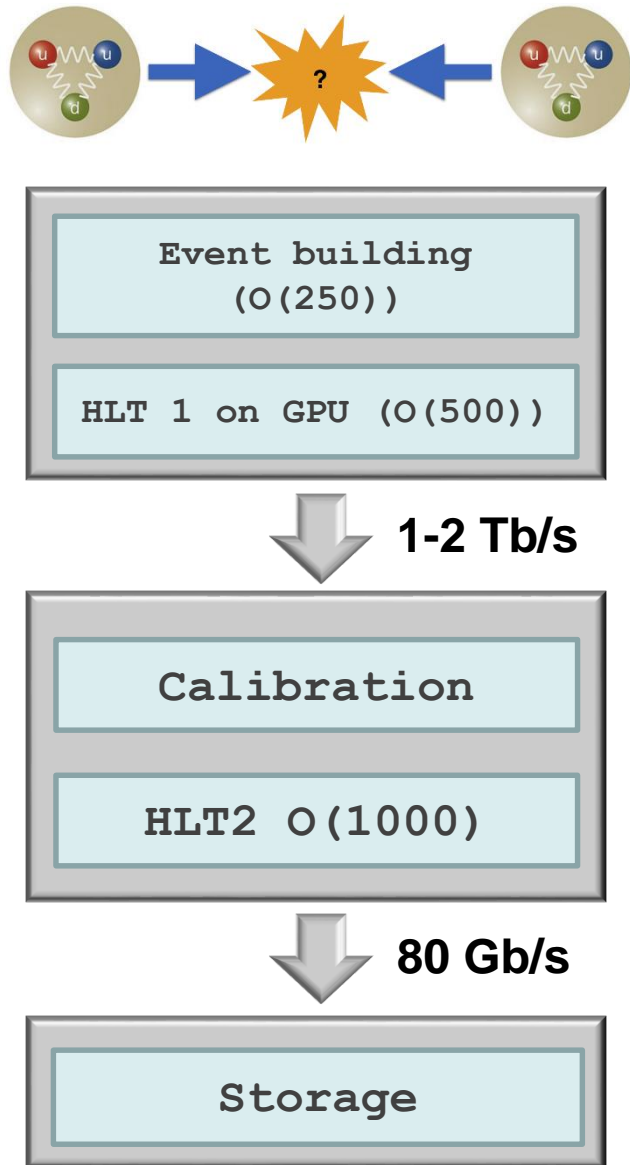 u u
d
?
u u
d
Event building
(O(250))
HLT 1 on GPU (O(500))
1-2 Tb/s
Calibration
HLT2 O(1000)
80 Gb/s
Storage